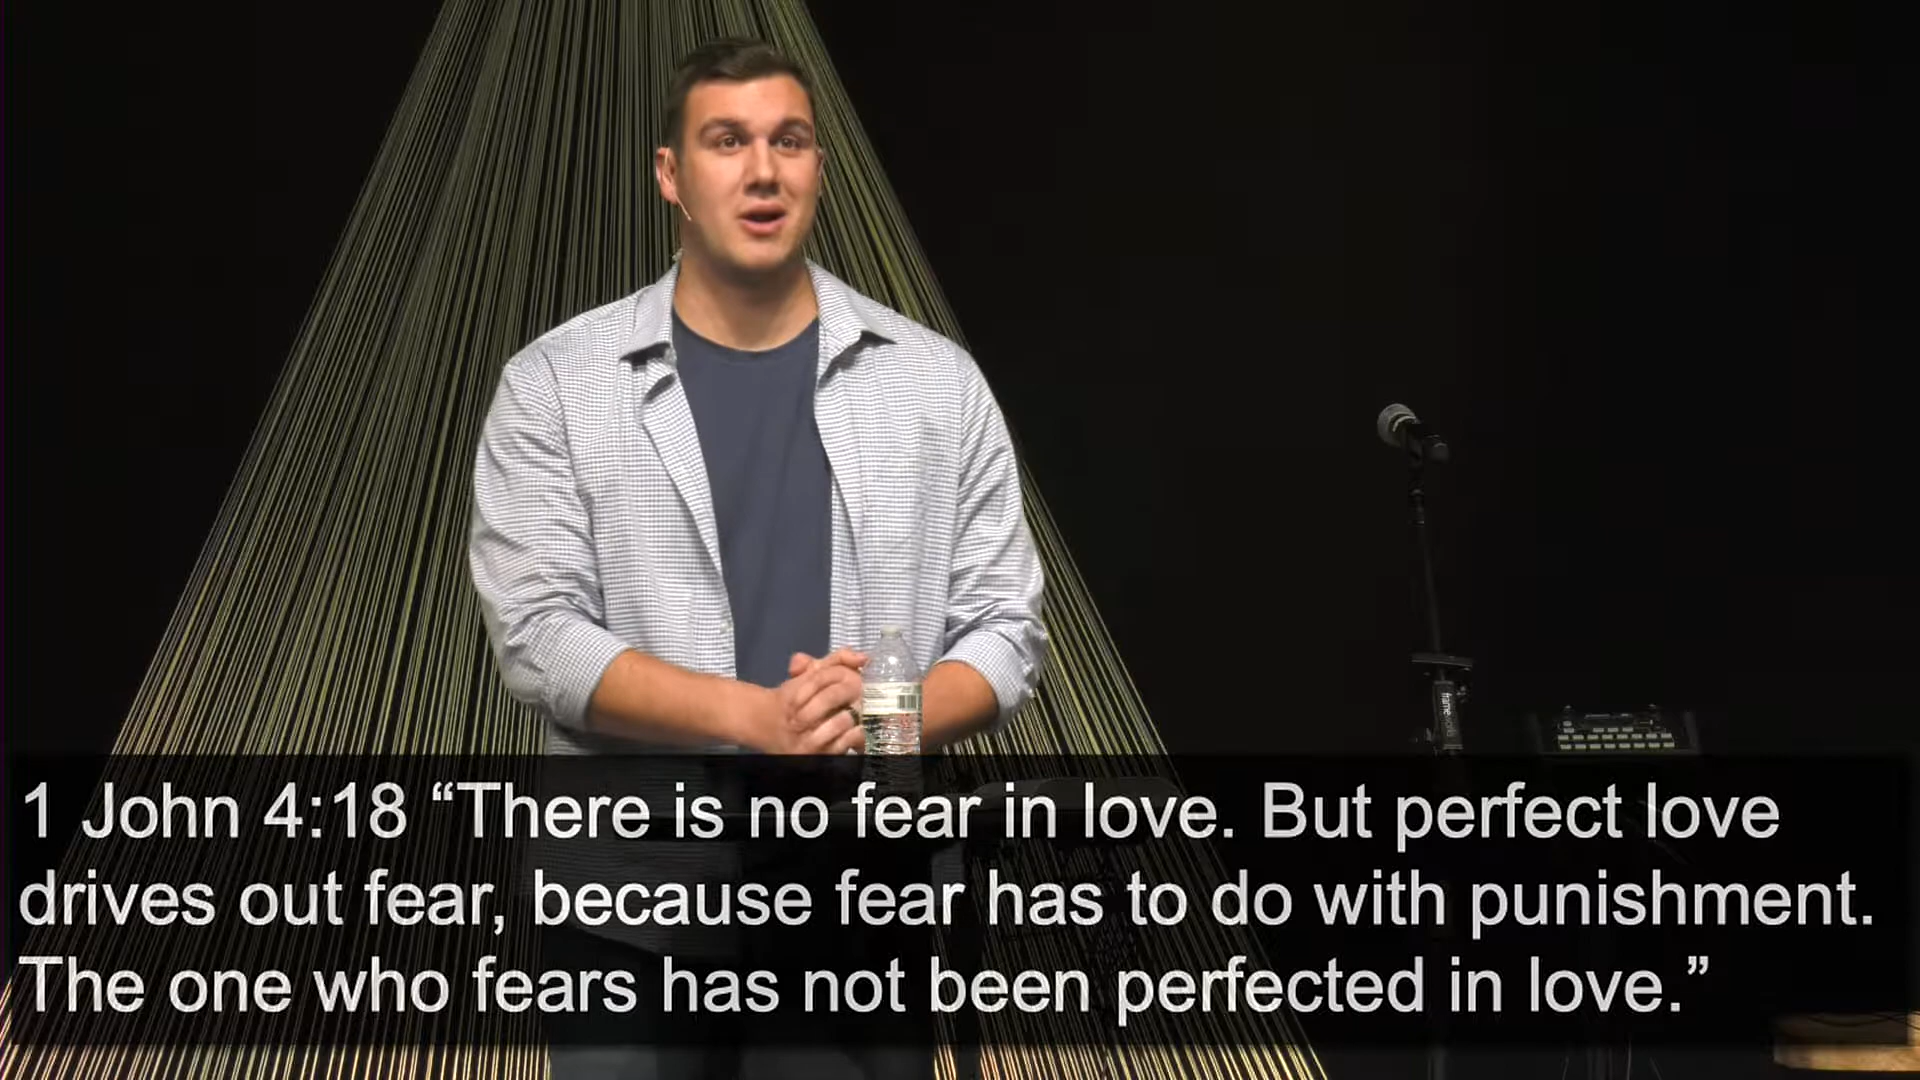 1 John 4:18 “There is no fear in love. But perfect love
drives out fear, because fear has to do with punishment.
The one who fears has not been perfected in love.”
frameworks